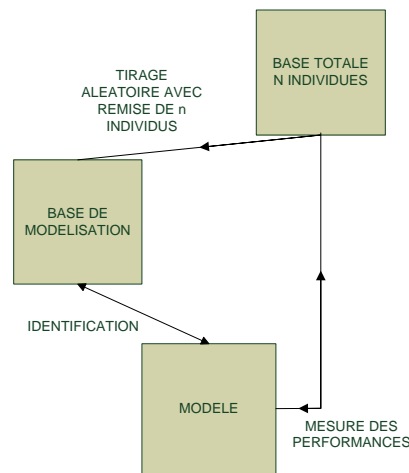 BASE TOTALE
N INDIVIDUES
TIRAGE
ALEATOIRE AVEC
REMISE DE n
INDIVIDUS
BASE DE
MODELISATION
IDENTIFICATION
MODELE
MESURE DES
PERFORMANCES